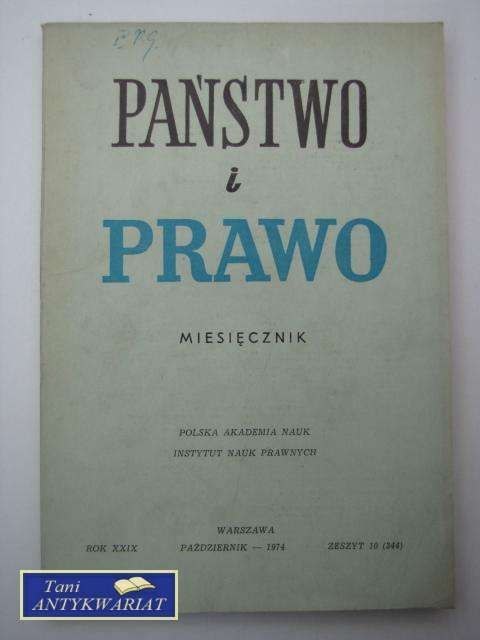 PAŃSTWO
i
PRAWO
MIESIĘCZNIK
POLSKA AKADEMIA NAUK
INSTYTUT NAUK PRAWNYCH
WARSZAWA
ROK XXIX PAŹDZIERNIK — 1974 ZESZYT 10 (344)
Tani
ANTYKWARIAT